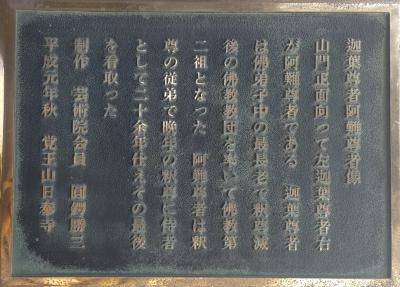 迦葉尊者阿難尊者像
山門正面向って左迦葉尊者右
が阿難尊者である　迦葉尊者
は佛弟子中の最長老で釈尊滅
後の佛教教団を率いて佛教第
二祖となった　阿難尊者は釈
尊の従弟で晩年の釈尊に侍者
として二十余年仕えその最後
を看取った
制作　芸術院会員　圓鍔勝三
平成元年秋　覚王山日泰寺